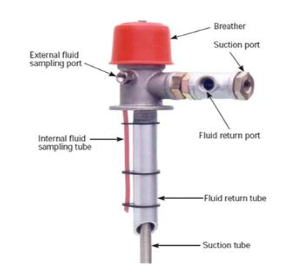 Breather
Suction port
External fluid
sampling port
Fluid return port
Internal fluid
sampling tube
Fluid return tube
Suction tube